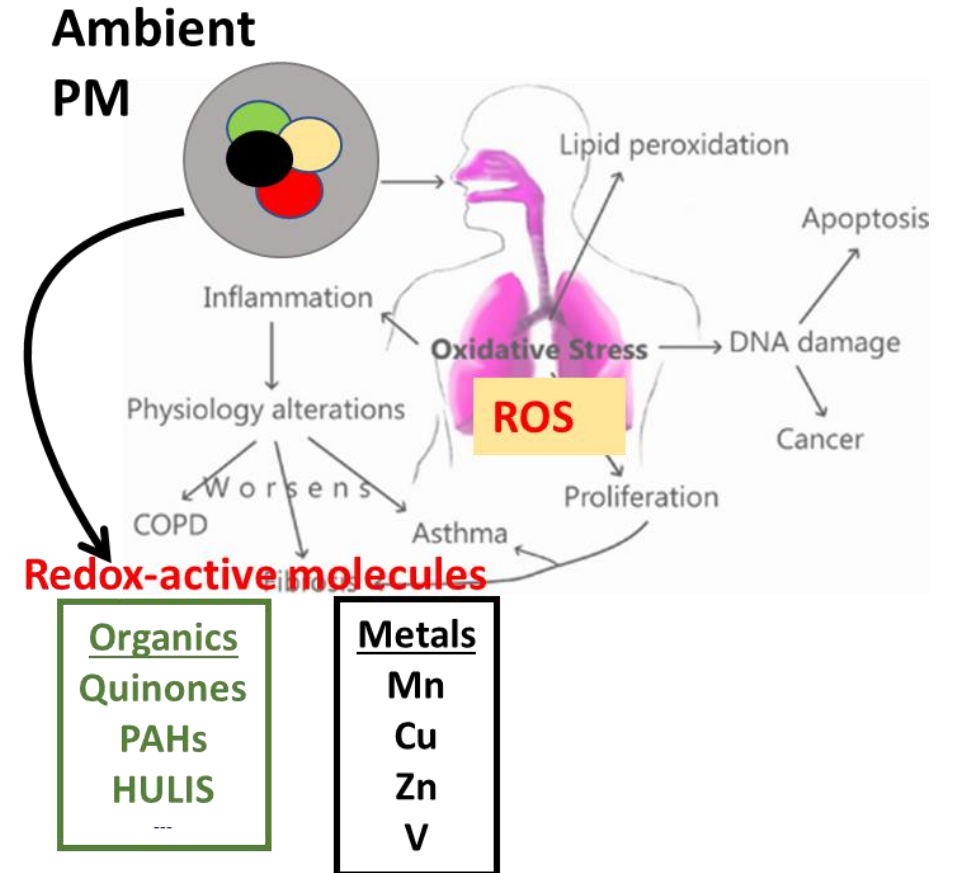 Ambient
PM
Lipid peroxidation
Apoptosis
Inflammation
Oxidative Stress
DNA damage
ROS
Physiology alterations
Cancer
Worsens
Proliferation
COPD
Asthma
Fibrosis
Redox-active molecules
Organics
Quinones
PAHs
HULIS
---
Metals
Mn
Cu
Zn
V